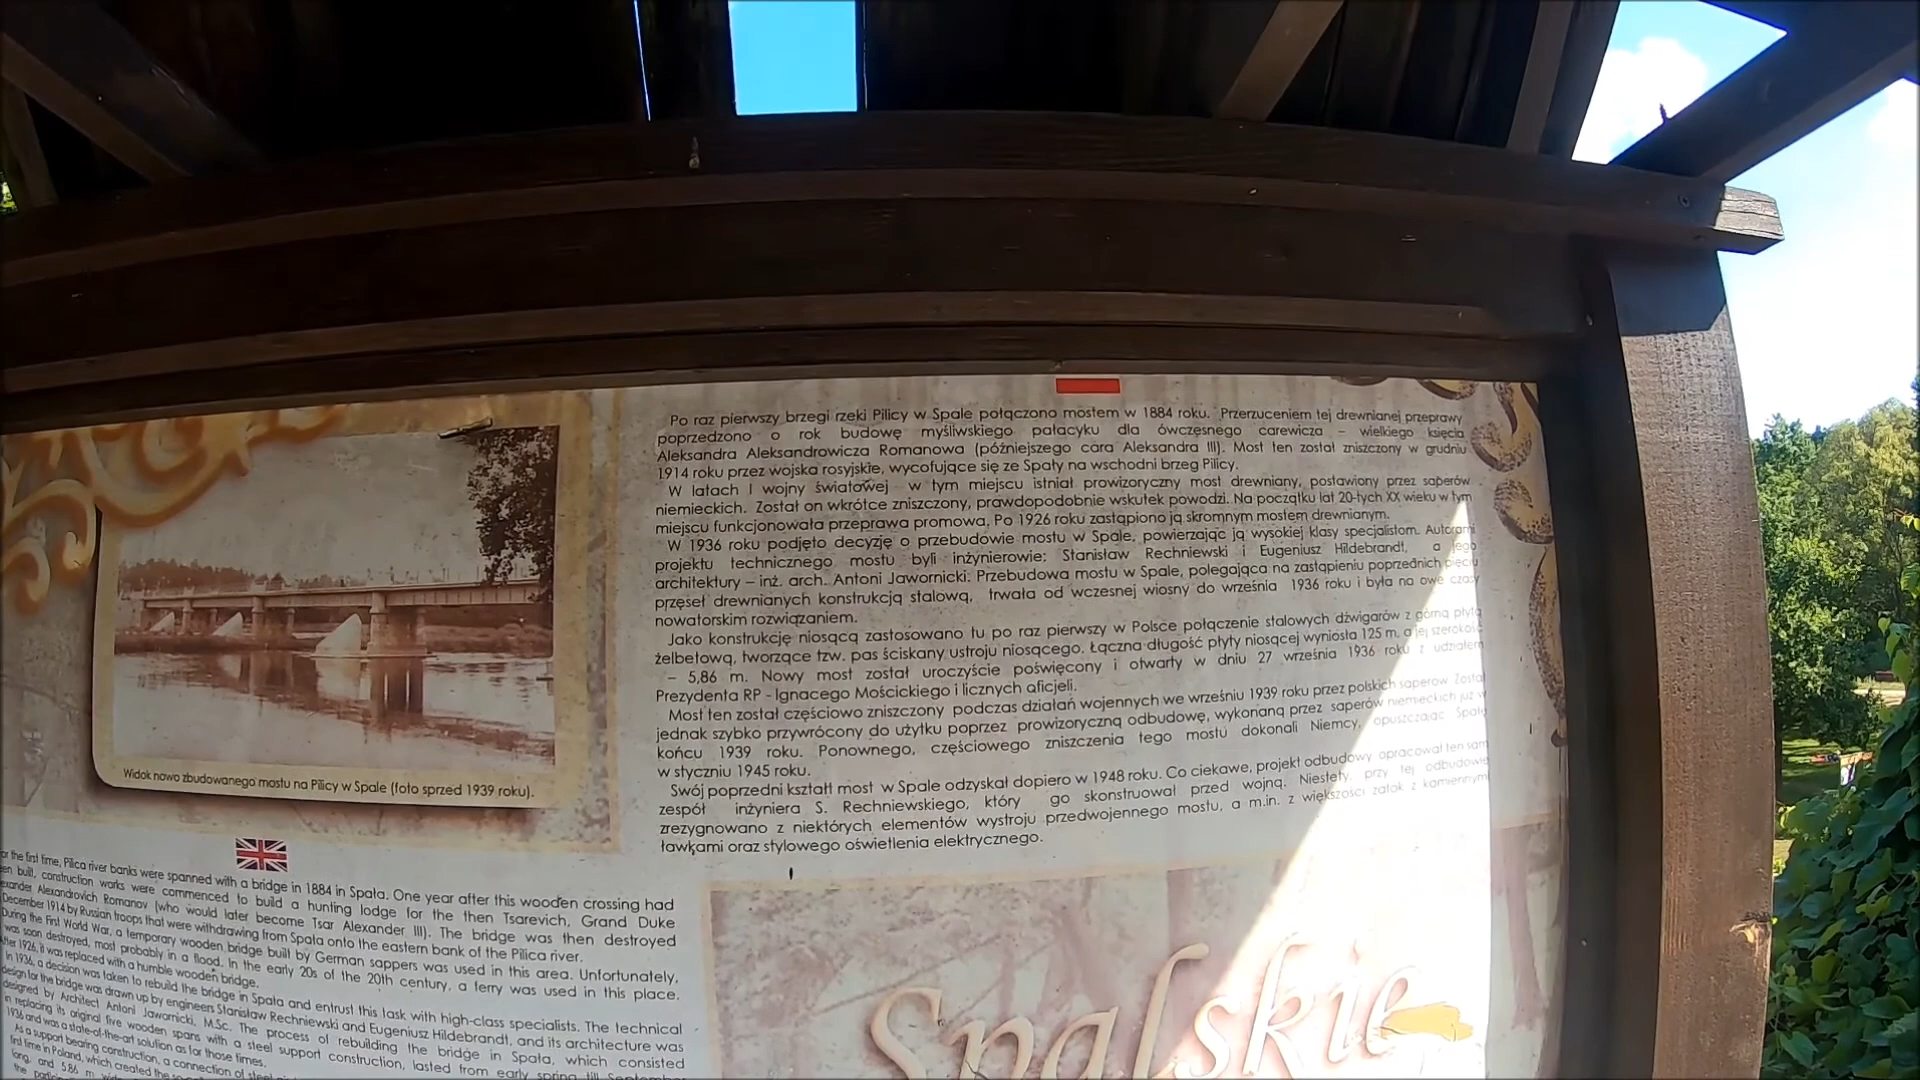 Po raz pierwszy brzegi rzeki Pilicy w Spale połączono mostem w 1884 roku. Przerzuceniem tej drewnianej przeprawy
poprzedzono o rok budowę myśliwskiego pałacyku dla ówczesnego carewicza – wielkiego księcia
Aleksandra Aleksandrowicza Romanowa (późniejszego cara Aleksandra III). Most ten został zniszczony w grudniu
1914 roku przez wojska rosyjskie, wycofujące się ze Spały na wschodni brzeg Pilicy.
W latach I wojny światowej w tym miejscu istniał prowizoryczny most drewniany, postawiony przez saperów
niemieckich. Został on wkrótce zniszczony, prawdopodobnie wskutek powodzi. Na początku lat 20-tych XX wieku w tym
miejscu funkcjonowała przeprawa promowa. Po 1926 roku zastąpiono ją skromnym mostem drewnianym.
W 1936 roku podjęto decyzję o przebudowie mostu w Spale, powierzając ją wysokiej klasy specjalistom. Autorami
projektu technicznego mostu byli inżynierowie: Stanisław Rechniewski i Eugeniusz Hildebrandt, a jego
architektury – inż. arch. Antoni Jawornicki. Przebudowa mostu w Spale, polegająca na zastąpieniu poprzednich pięciu
przęseł drewnianych konstrukcją stalową, trwała od wczesnej wiosny do września 1936 roku i była na owe czasy
nowatorskim rozwiązaniem.
Jako konstrukcję niosącą zastosowano tu po raz pierwszy w Polsce połączenie stalowych dźwigarów z górną płytą
żelbetową, tworzące tzw. pas ściskany ustroju niosącego. Łączna długość płyty niosącej wyniosła 125 m, a jej szerokość
– 5,86 m. Nowy most został uroczyście poświęcony i otwarty w dniu 27 września 1936 roku z udziałem
Prezydenta RP - Ignacego Mościckiego i licznych oficjeli.
Most ten został częściowo zniszczony podczas działań wojennych we wrześniu 1939 roku przez polskich saperów. Został
jednak szybko przywrócony do użytku poprzez prowizoryczną odbudowę, wykonaną przez saperów niemieckich już w
końcu 1939 roku. Ponownego, częściowego zniszczenia tego mostu dokonali Niemcy, opuszczając Spałę
w styczniu 1945 roku.
Swój poprzedni kształt most w Spale odzyskał dopiero w 1948 roku. Co ciekawe, projekt odbudowy opracował ten sam
zespół inżyniera S. Rechniewskiego, który go skonstruował przed wojną. Niestety, przy tej odbudowie
zrezygnowano z niektórych elementów wystroju przedwojennego mostu, a m.in. z większości zatok z kamiennymi
ławkami oraz stylowego oświetlenia elektrycznego.
Widok nowo zbudowanego mostu na Pilicy w Spale (foto sprzed 1939 roku).
or the first time, Pilica river banks were spanned with a bridge in 1884 in Spała. One year after this wooden crossing had
een built, construction works were commenced to build a hunting lodge for the then Tsarevich, Grand Duke
exander Alexandrovich Romanov (who would later become Tsar Alexander III). The bridge was then destroyed
December 1914 by Russian troops that were withdrawing from Spała onto the eastern bank of the Pilica river.
During the First World War, a temporary wooden bridge built by German sappers was used in this area. Unfortunately,
was soon destroyed, most probably in a flood. In the early 20s of the 20th century, a ferry was used in this place.
After 1926, it was replaced with a humble wooden bridge.
In 1936, a decision was taken to rebuild the bridge in Spała and entrust this task with high-class specialists. The technical
design for the bridge was drawn up by engineers Stanisław Rechniewski and Eugeniusz Hildebrandt, and its architecture was
designed by Architect Antoni Jawornicki, M.Sc. The process of rebuilding the bridge in Spała, which consisted
in replacing its original five wooden spans with a steel support construction, lasted from early spring till September
1936 and was a state-of-the-art solution as for those times.
As a support bearing construction, a connection of steel
first time in Poland, which created the
long, and 5.86 m
the
Spalskie